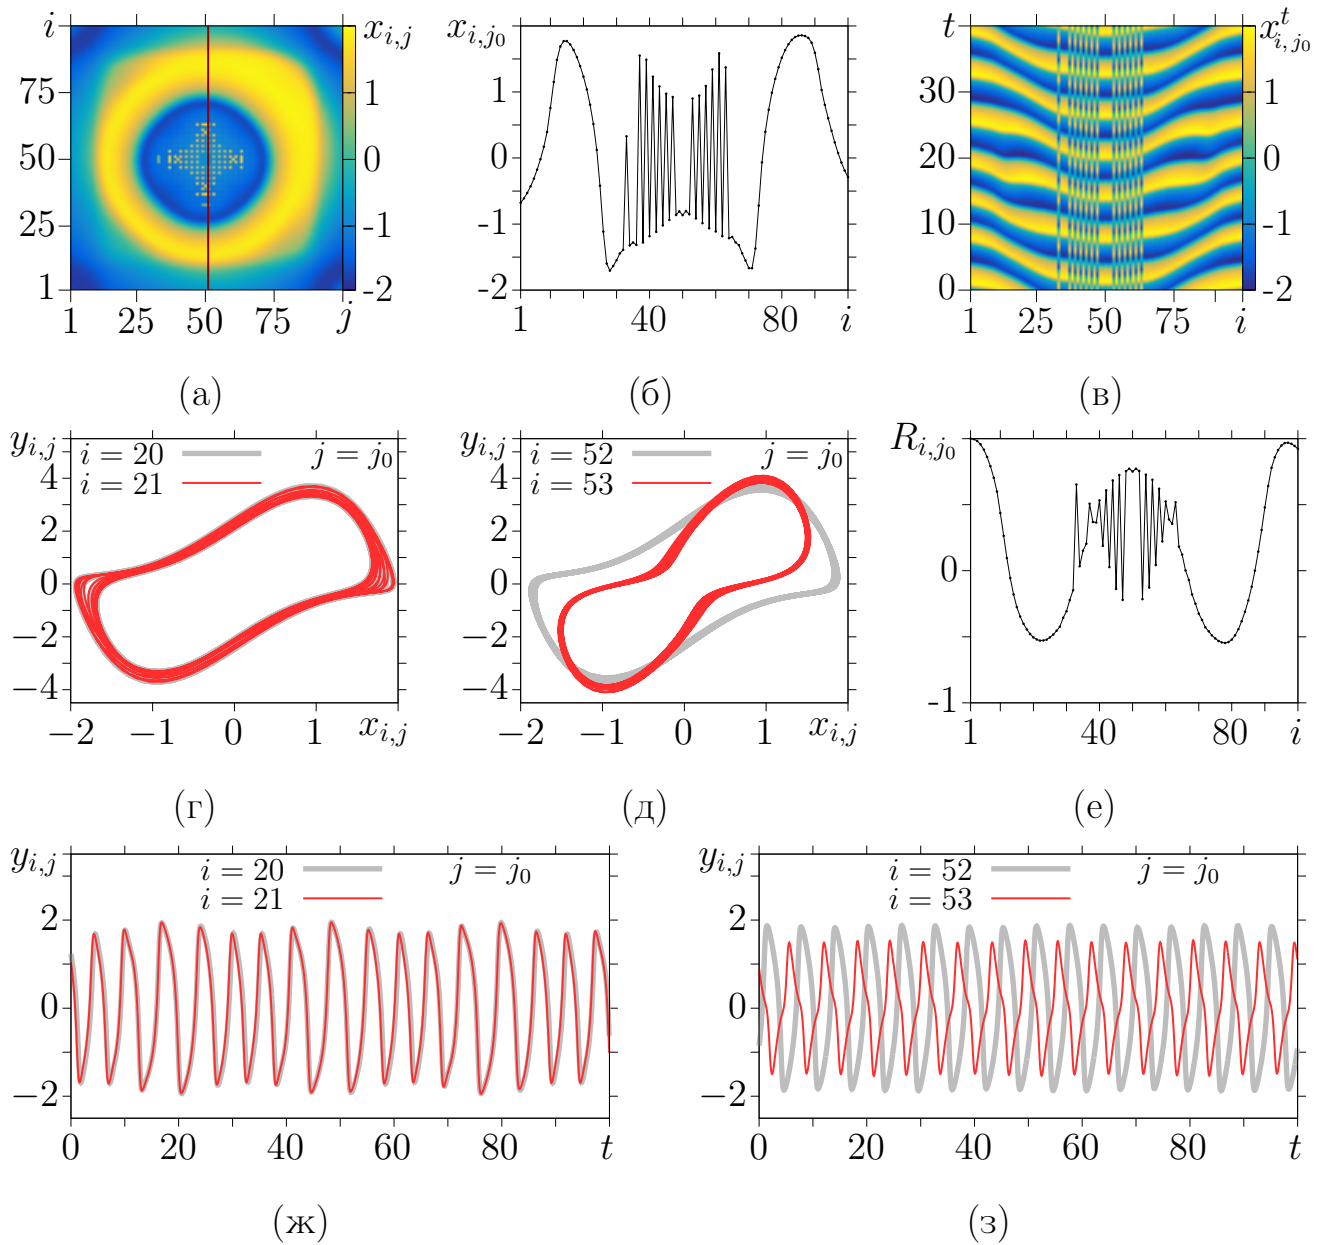 i
75
50
25
1
1 25 50 75 j
x_{i,j}
1
0
-1
-2
(а)
x_{i,j_0}
1
0
-1
-2
1 40 80 i
(б)
t
30
20
10
0
1 25 50 75 i
x^t_{i,j_0}
1
0
-1
-2
(в)
y_{i,j}
4
2
0
−2
−4
i = 20 j = j_0
i = 21
−2 −1 0 1 x_{i,j}
(г)
y_{i,j}
4
2
0
−2
−4
i = 52 j = j_0
i = 53
−2 −1 0 1 x_{i,j}
(д)
R_{i,j_0}
0
-1
1 40 80 i
(е)
y_{i,j}
2
0
−2
i = 20 j = j_0
i = 21
0 20 40 60 80 t
(ж)
y_{i,j}
2
0
−2
i = 52 j = j_0
i = 53
0 20 40 60 80 t
(з)